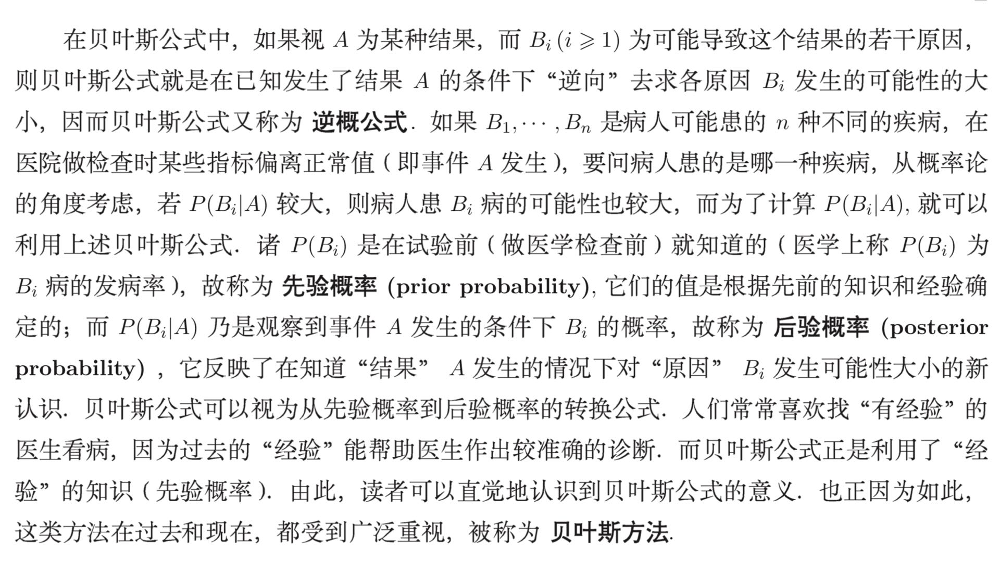 在贝叶斯公式中，如果视 A 为某种结果，而 Bᵢ (i ⩾ 1) 为可能导致这个结果的若干原因，
则贝叶斯公式就是在已知发生了结果 A 的条件下“逆向”去求各原因 Bᵢ 发生的可能性的大
小，因而贝叶斯公式又称为 逆概公式. 如果 B₁, ··· , Bₙ 是病人可能患的 n 种不同的疾病，在
医院做检查时某些指标偏离正常值 ( 即事件 A 发生 )，要问病人患的是哪一种疾病，从概率论
的角度考虑，若 P(Bᵢ|A) 较大，则病人患 Bᵢ 病的可能性也较大，而为了计算 P(Bᵢ|A), 就可以
利用上述贝叶斯公式. 诸 P(Bᵢ) 是在试验前 ( 做医学检查前 ) 就知道的 ( 医学上称 P(Bᵢ) 为
Bᵢ 病的发病率 )，故称为 先验概率 (prior probability), 它们的值是根据先前的知识和经验确
定的；而 P(Bᵢ|A) 乃是观察到事件 A 发生的条件下 Bᵢ 的概率，故称为 后验概率 (posterior
probability) ，它反映了在知道“结果” A 发生的情况下对“原因” Bᵢ 发生可能性大小的新
认识. 贝叶斯公式可以视为从先验概率到后验概率的转换公式. 人们常常喜欢找“有经验”的
医生看病，因为过去的“经验”能帮助医生作出较准确的诊断. 而贝叶斯公式正是利用了“经
验”的知识 ( 先验概率 ). 由此，读者可以直觉地认识到贝叶斯公式的意义. 也正因为如此，
这类方法在过去和现在，都受到广泛重视，被称为 贝叶斯方法.